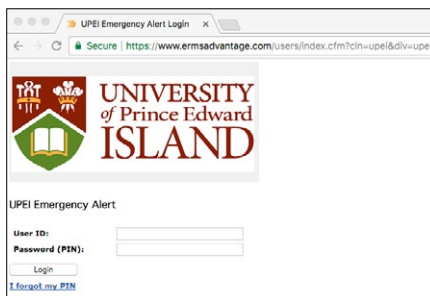 UPEI Emergency Alert Login
Secure | https://www.ermsadvantage.com/users/index.cfm?cin=upei&div=upe
UNIVERSITY
of Prince Edward
ISLAND
UPEI Emergency Alert
User ID:
Password (PIN):
Login
I forgot my PIN